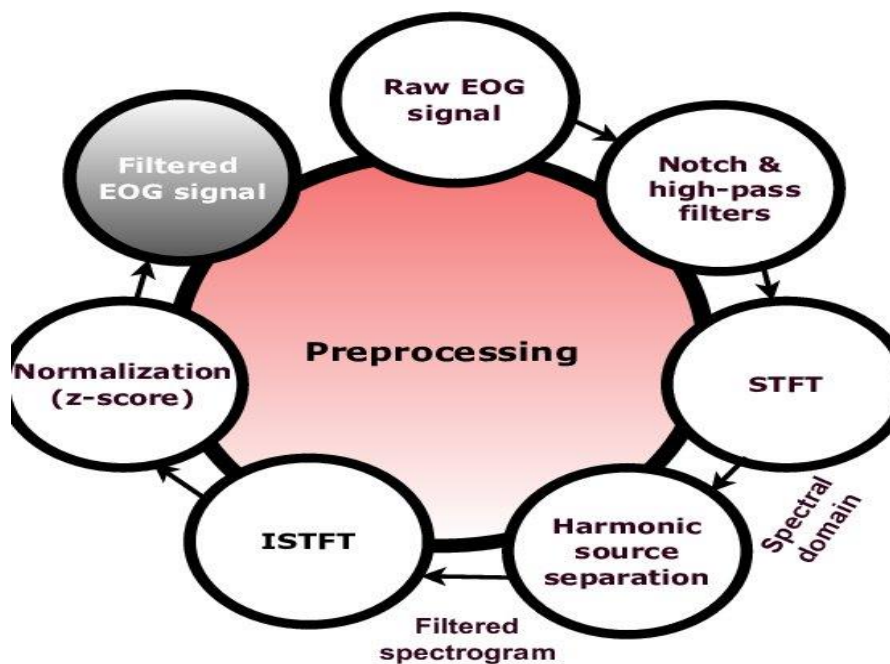 Raw EOG
signal
Notch &
high-pass
filters
STFT
Spectral
domain
Harmonic
source
separation
Filtered
spectrogram
ISTFT
Normalization
(z-score)
Filtered
EOG signal
Preprocessing